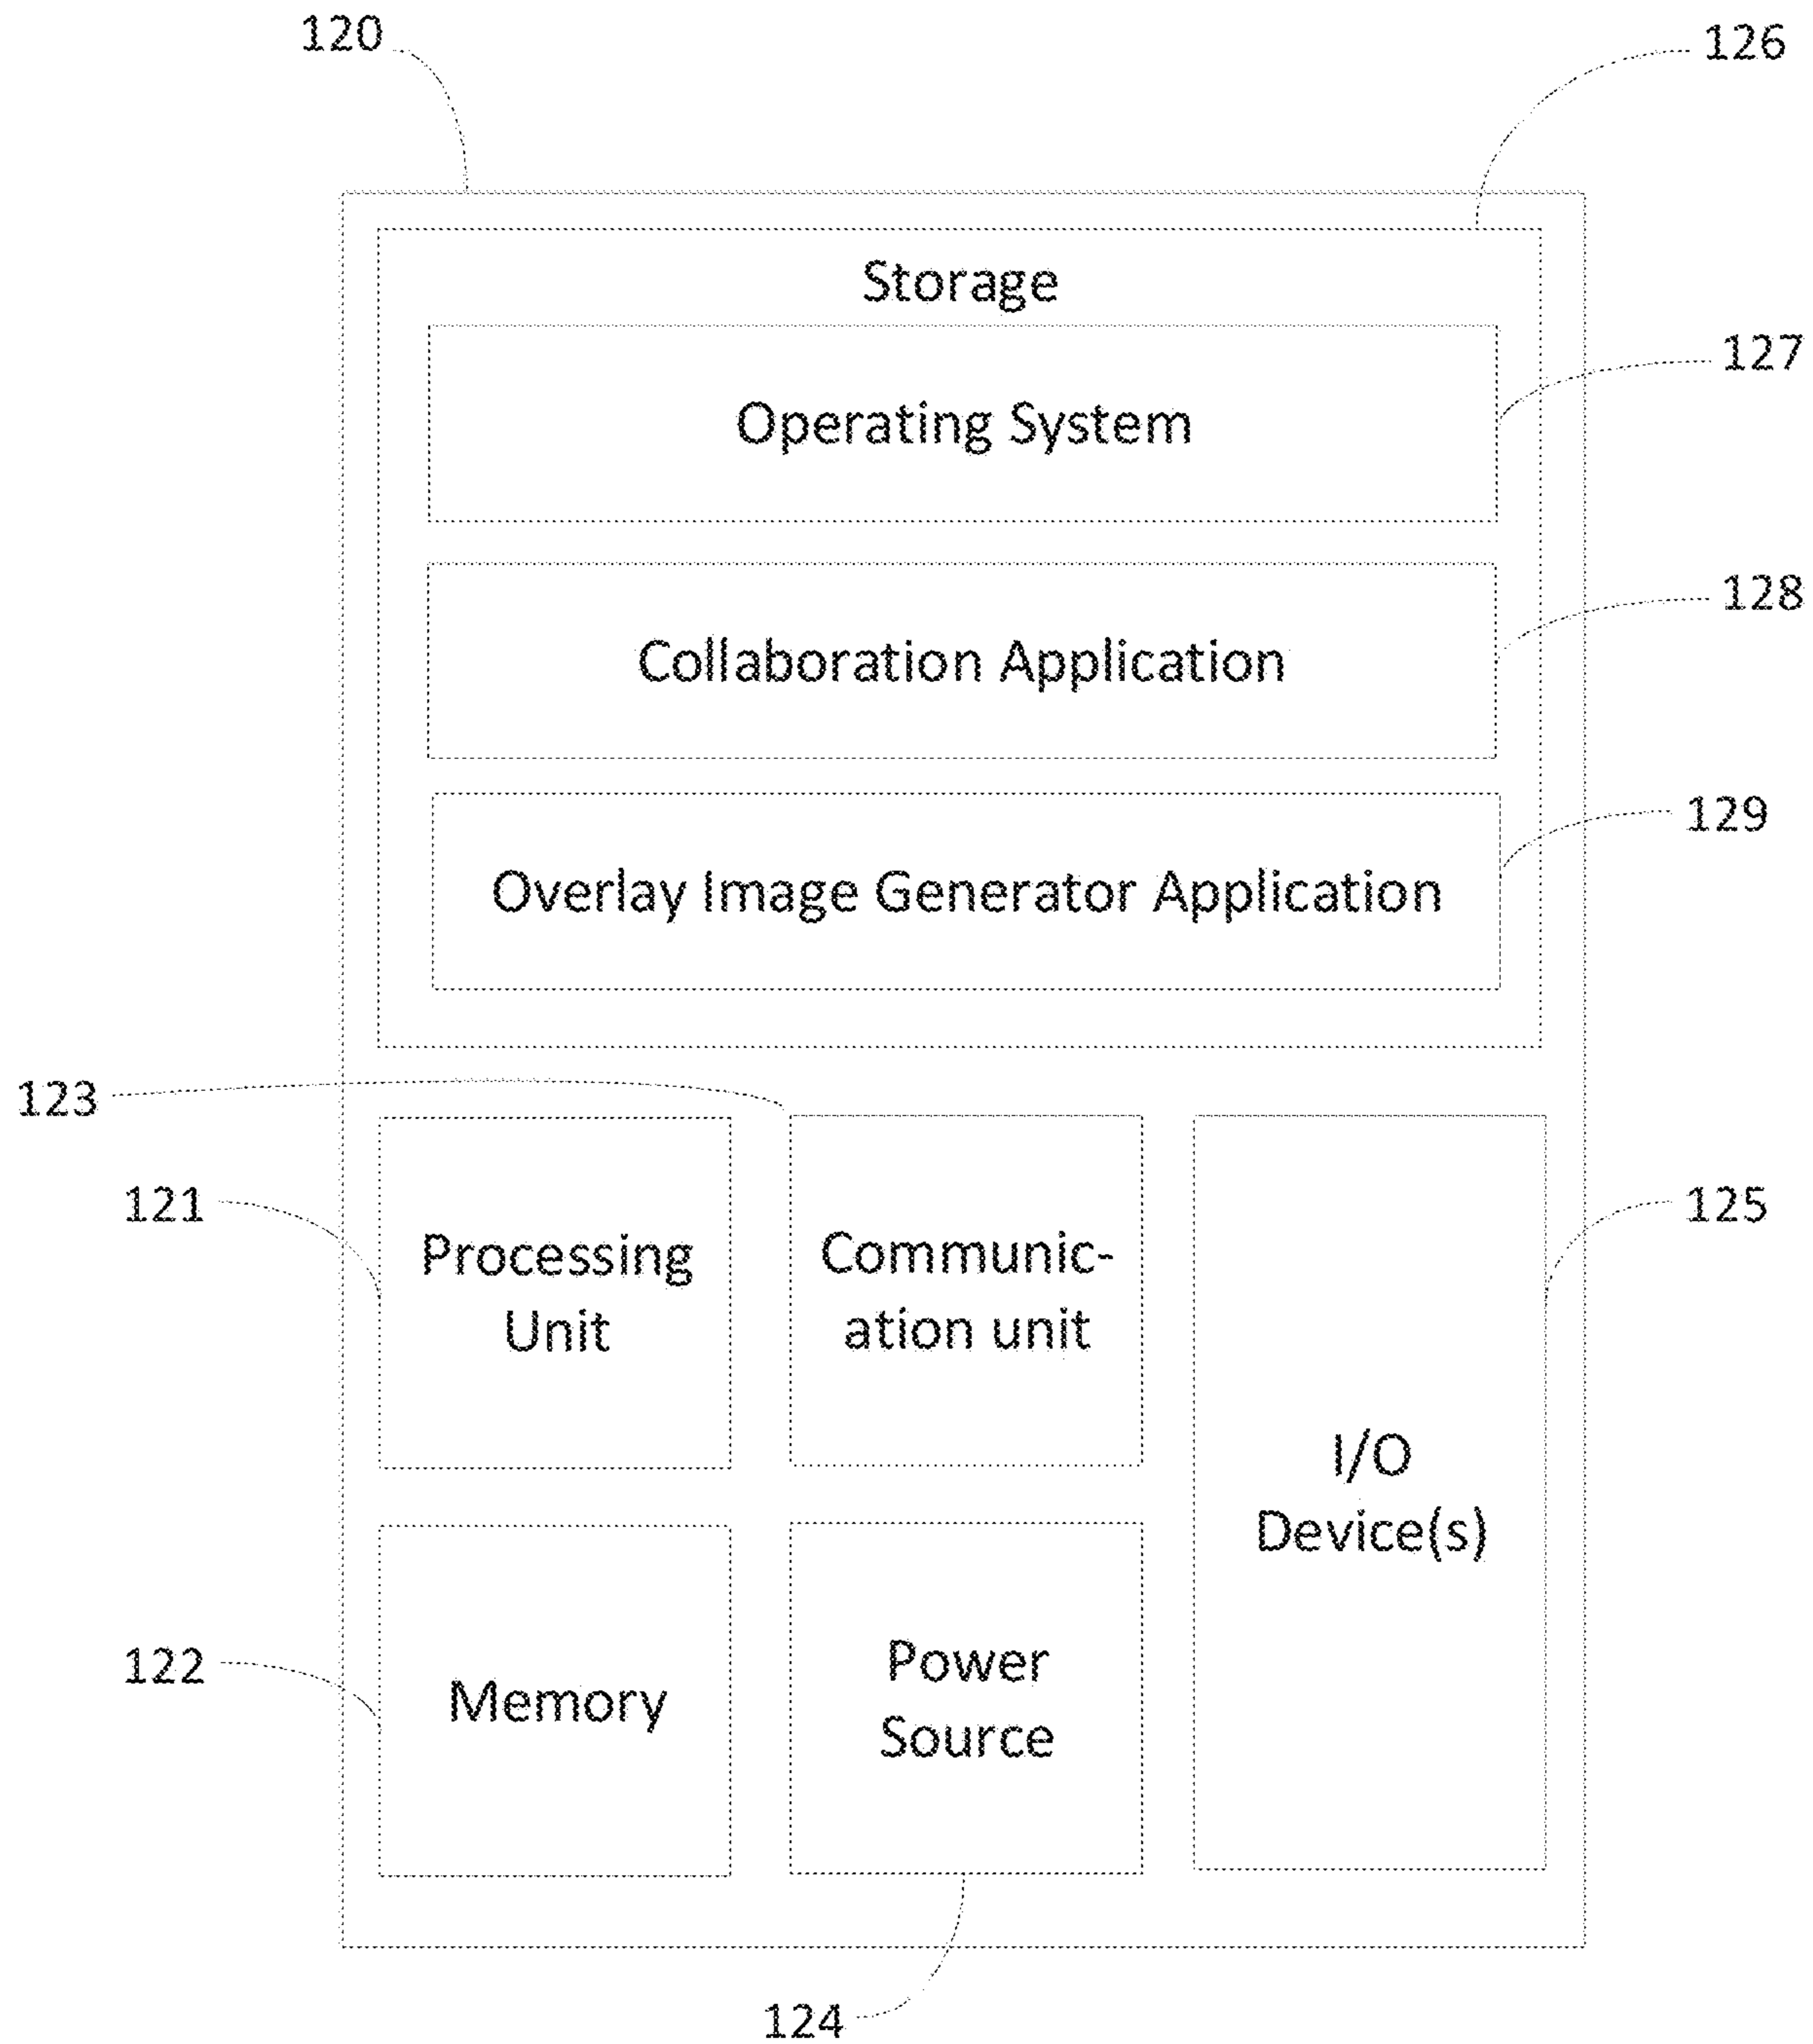 120
126
Storage
127
Operating System
128
Collaboration Application
129
Overlay Image Generator Application
123
121
Processing
Unit
Communic-
ation unit
125
I/O
Device(s)
122
Memory
Power
Source
124